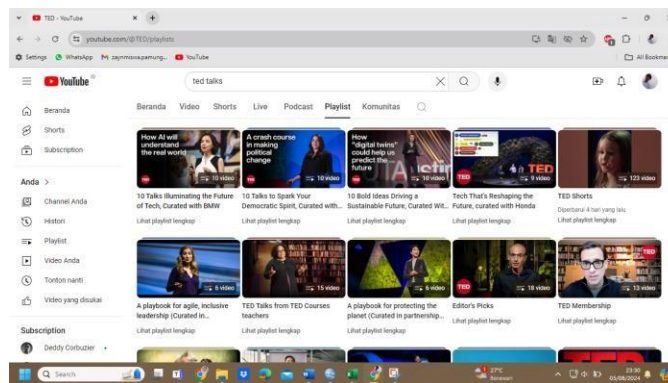 TED - YouTube
youtube.com/@TED/playlists
Settings WhatsApp YouTube
All Bookmar
YouTube
ted talks
Beranda Video Shorts Live Podcast Playlist Komunitas
Beranda
Shorts
Subscription
Anda >
Channel Anda
Histori
Playlist
Video Anda
Tonton nanti
Video yang disukai
Subscription
Deddy Corbuzier
How AI will
understand
the real world
10 video
A crash course
in making
political
change
10 video
How
"digital twins"
could help us
predict the
future
10 video
TED
9 video
123 video
10 Talks Illuminating the Future
of Tech, Curated with BMW
Lihat playlist lengkap
10 Talks to Spark Your
Democratic Spirit, Curated with...
Lihat playlist lengkap
10 Bold Ideas Driving a
Sustainable Future, Curated Wit...
Lihat playlist lengkap
Tech That's Reshaping the
Future, curated with Honda
Lihat playlist lengkap
TED Shorts
Diperbarui 4 hari yang lalu
Lihat playlist lengkap
6 video
15 video
6 video
TED
18 video
13 video
A playbook for agile, inclusive
leadership (Curated in...
Lihat playlist lengkap
TED Talks from TED Courses
teachers
Lihat playlist lengkap
A playbook for protecting the
planet (Curated in partnership...
Lihat playlist lengkap
Editor's Picks
Lihat playlist lengkap
TED Membership
Lihat playlist lengkap
Search
27°C
Berawan
23:30
05/08/2024